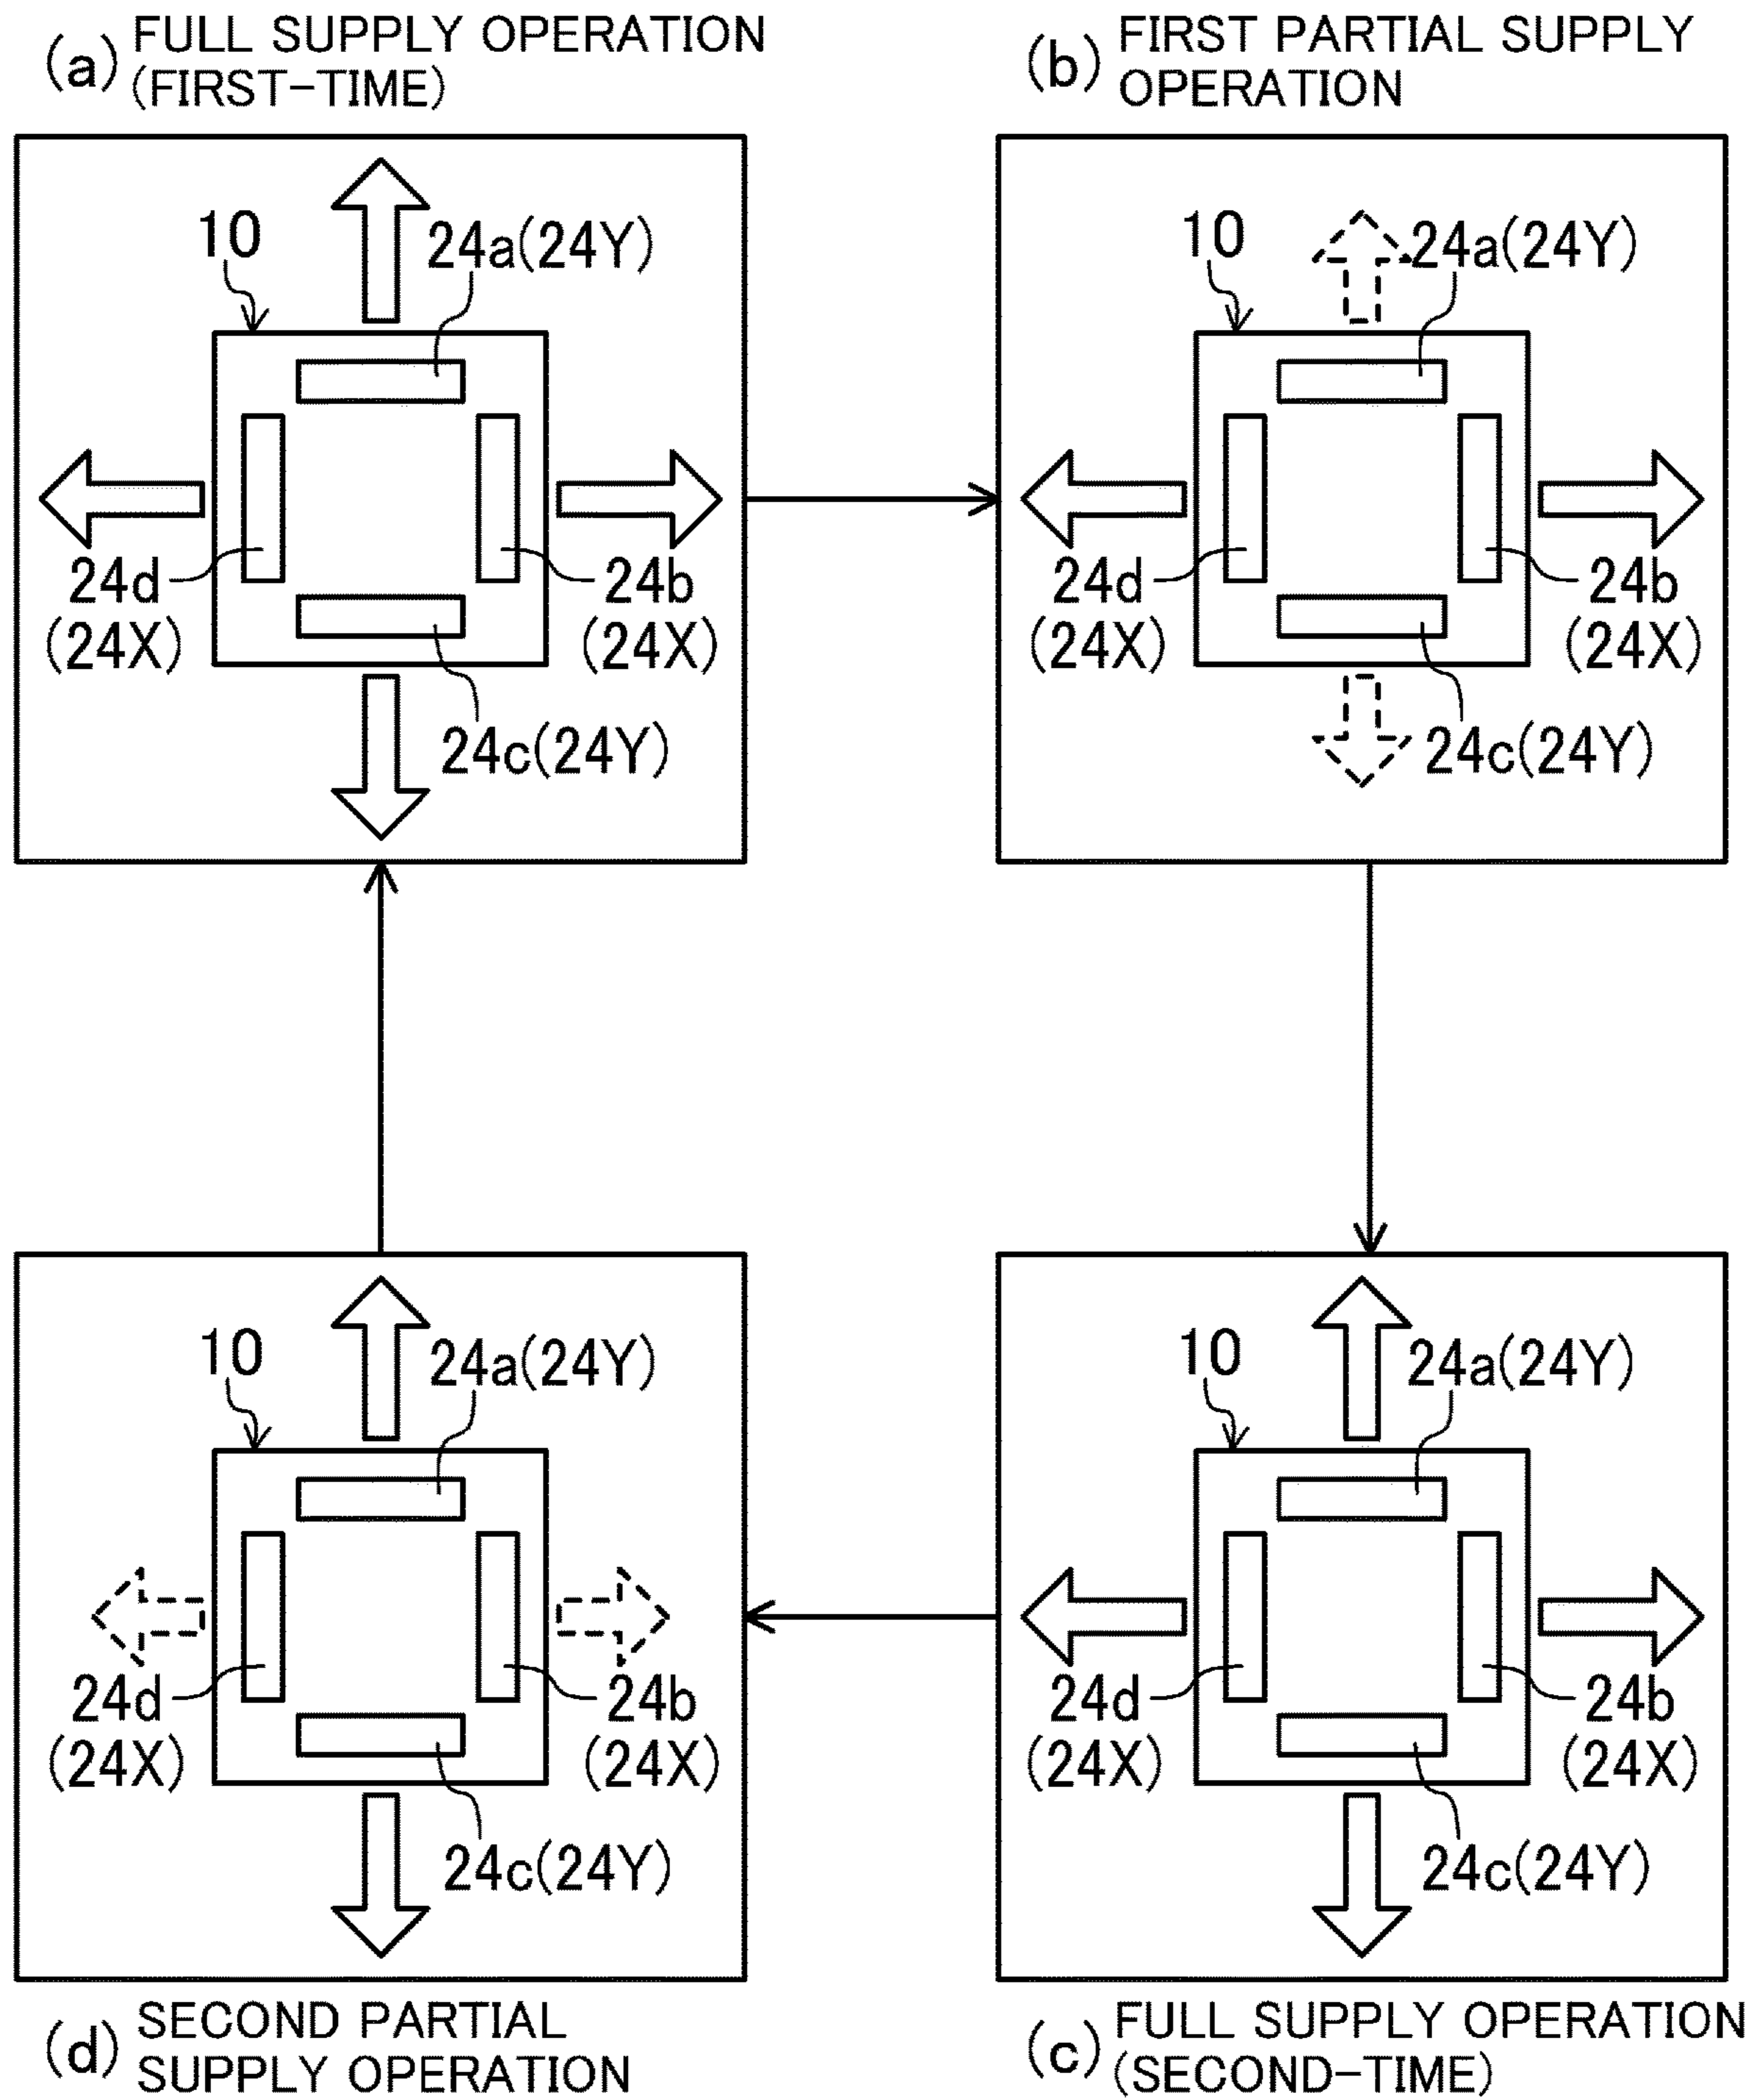 (a) FULL SUPPLY OPERATION
(FIRST-TIME)
10
24a(24Y)
24d
(24X)
24b
(24X)
24c(24Y)
(b) FIRST PARTIAL SUPPLY
OPERATION
10
24a(24Y)
24d
(24X)
24b
(24X)
24c(24Y)
10
24a(24Y)
24d
(24X)
24b
(24X)
24c(24Y)
(d) SECOND PARTIAL
SUPPLY OPERATION
10
24a(24Y)
24d
(24X)
24b
(24X)
24c(24Y)
(c) FULL SUPPLY OPERATION
(SECOND-TIME)